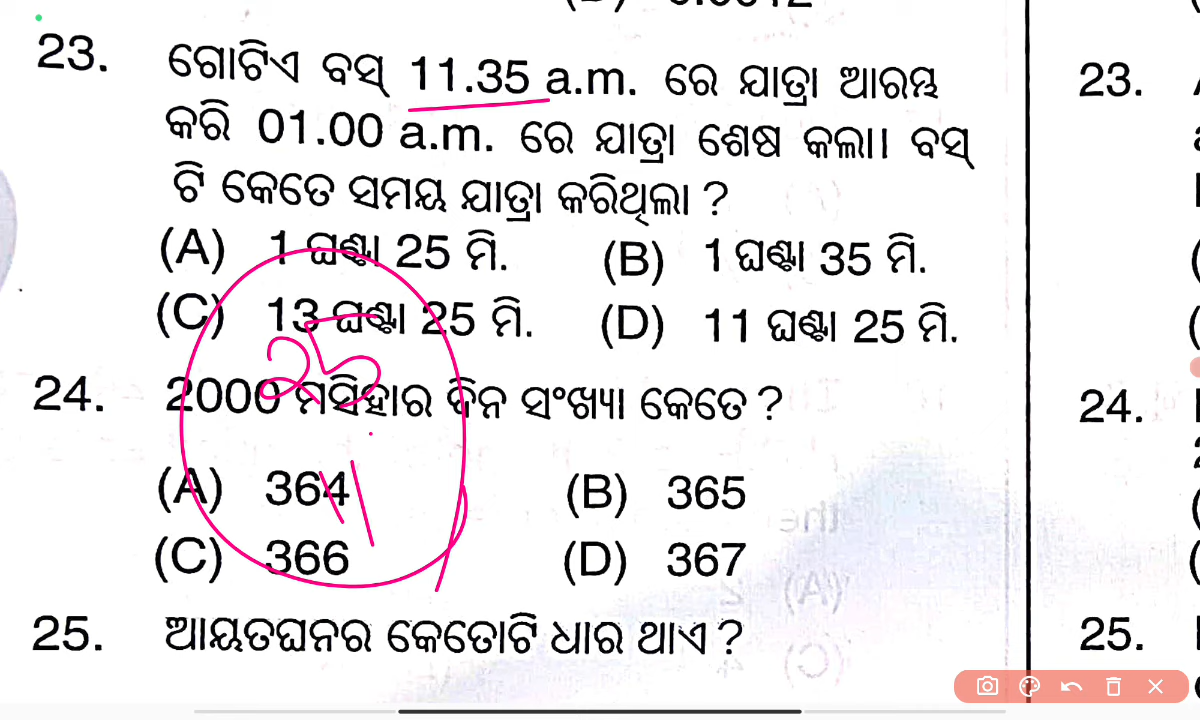 23. ଗୋଟିଏ ବସ୍ 11.35 a.m. ରେ ଯାତ୍ରା ଆରମ୍ଭ
କରି 01.00 a.m. ରେ ଯାତ୍ରା ଶେଷ କଲା। ବସ୍
ଟି କେତେ ସମୟ ଯାତ୍ରା କରିଥିଲା ?
(A) 1 ଘଣ୍ଟା 25 ମି. (B) 1 ଘଣ୍ଟା 35 ମି.
(C) 13 ଘଣ୍ଟା 25 ମି. (D) 11 ଘଣ୍ଟା 25 ମି.
25
24. 2000 ମସିହାର ଦିନ ସଂଖ୍ୟା କେତେ ?
(A) 364 (B) 365
(C) 366 (D) 367
25. ଆୟତଘନର କେତୋଟି ଧାର ଥାଏ ?
23.
24.
25.